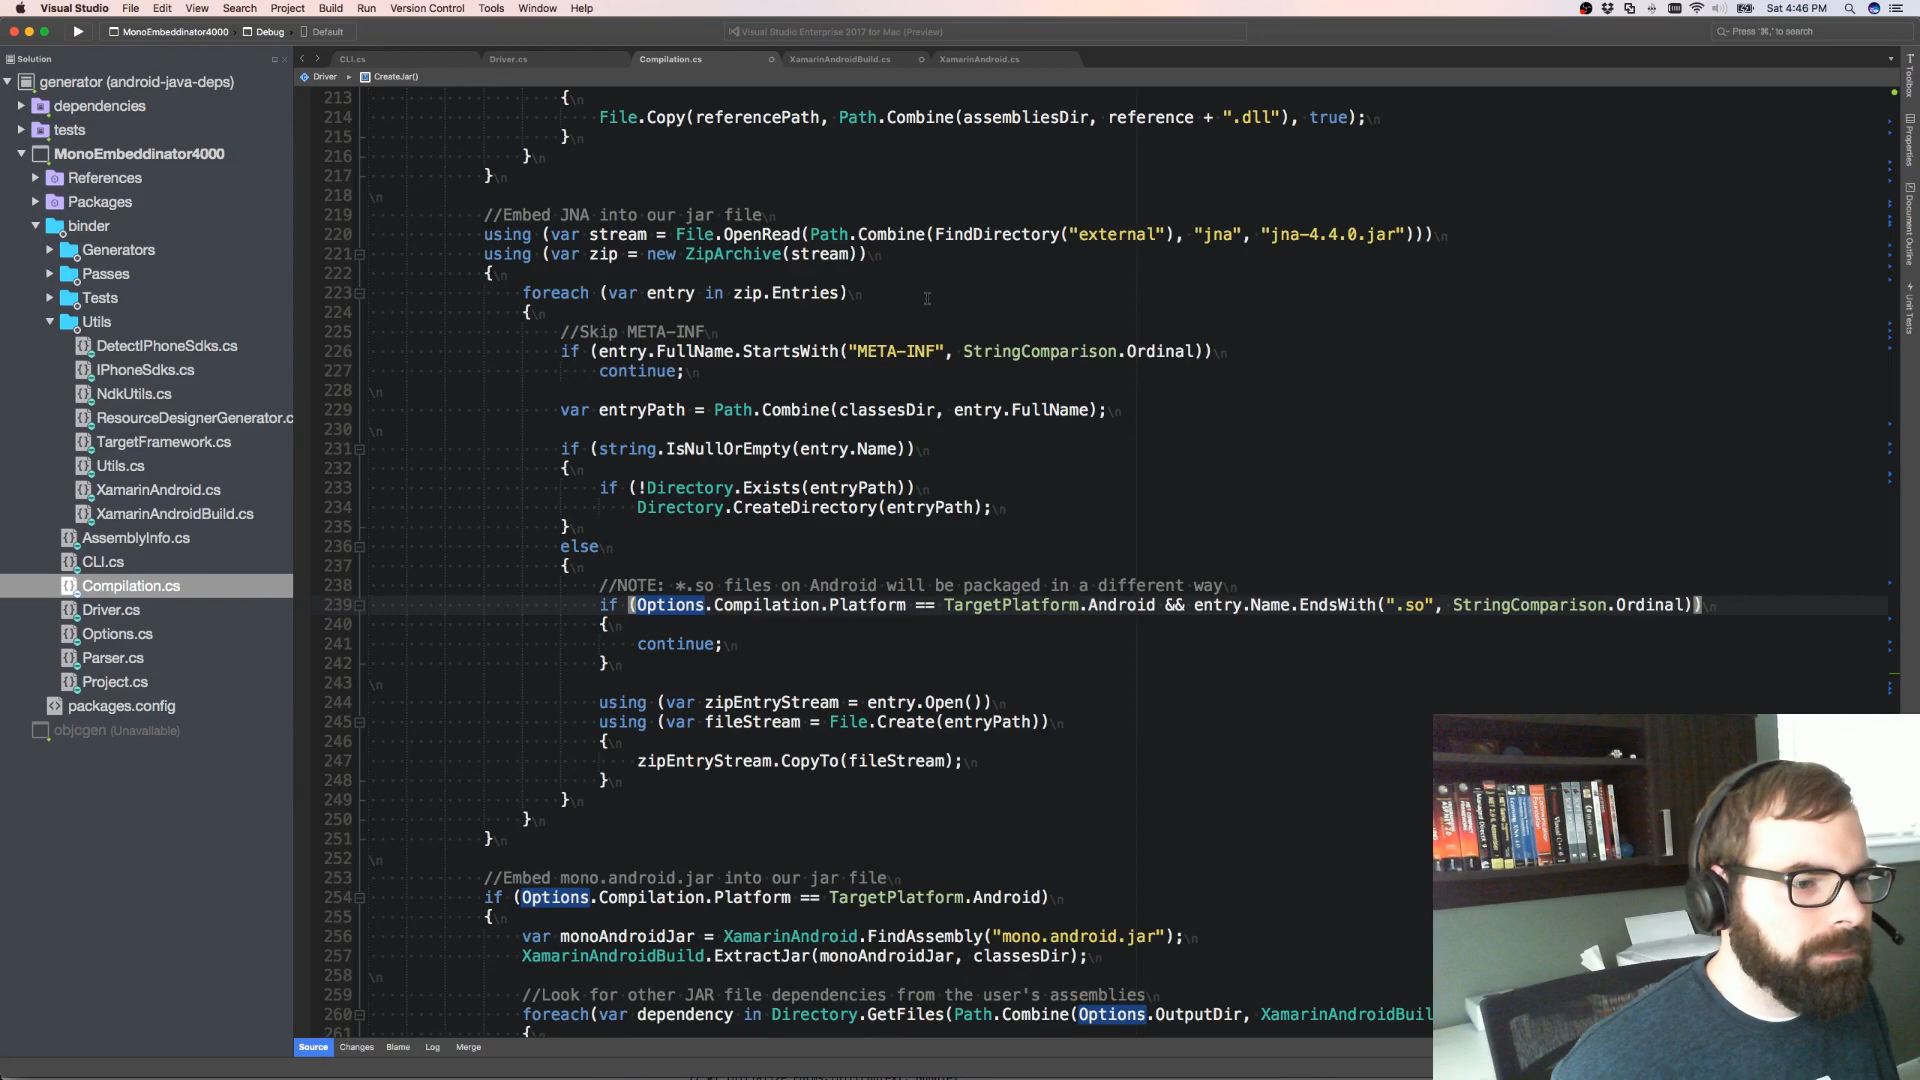 Visual Studio File Edit View Search Project Build Run Version Control Tools Window Help
Sat 4:46 PM
MonoEmbeddinator4000 Debug Default
Visual Studio Enterprise 2017 for Mac (Preview)
Press '⌘.' to search
Solution
CLI.cs Driver.cs Compilation.cs XamarinAndroidBuild.cs XamarinAndroid.cs
Driver CreateJar()
generator (android-java-deps)
dependencies
tests
MonoEmbeddinator4000
References
Packages
binder
Generators
Passes
Tests
Utils
DetectIPhoneSdks.cs
IPhoneSdks.cs
NdkUtils.cs
ResourceDesignerGenerator.c
TargetFramework.cs
Utils.cs
XamarinAndroid.cs
XamarinAndroidBuild.cs
AssemblyInfo.cs
CLI.cs
Compilation.cs
Driver.cs
Options.cs
Parser.cs
Project.cs
packages.config
objcgen (Unavailable)
213 {\n
214 File.Copy(referencePath, Path.Combine(assembliesDir, reference + ".dll"), true);\n
215 }\n
216 }\n
217 }\n
218 \n
219 //Embed JNA into our jar file\n
220 using (var stream = File.OpenRead(Path.Combine(FindDirectory("external"), "jna", "jna-4.4.0.jar")))\n
221 using (var zip = new ZipArchive(stream))\n
222 {\n
223 foreach (var entry in zip.Entries)\n
224 {\n
225 //Skip META-INF\n
226 if (entry.FullName.StartsWith("META-INF", StringComparison.Ordinal))\n
227 continue;\n
228 \n
229 var entryPath = Path.Combine(classesDir, entry.FullName);\n
230 \n
231 if (string.IsNullOrEmpty(entry.Name))\n
232 {\n
233 if (!Directory.Exists(entryPath))\n
234 Directory.CreateDirectory(entryPath);\n
235 }\n
236 else\n
237 {\n
238 //NOTE: *.so files on Android will be packaged in a different way\n
239 if (Options.Compilation.Platform == TargetPlatform.Android && entry.Name.EndsWith(".so", StringComparison.Ordinal))\n
240 {\n
241 continue;\n
242 }\n
243 \n
244 using (var zipEntryStream = entry.Open())\n
245 using (var fileStream = File.Create(entryPath))\n
246 {\n
247 zipEntryStream.CopyTo(fileStream);\n
248 }\n
249 }\n
250 }\n
251 }\n
252 \n
253 //Embed mono.android.jar into our jar file\n
254 if (Options.Compilation.Platform == TargetPlatform.Android)\n
255 {\n
256 var monoAndroidJar = XamarinAndroid.FindAssembly("mono.android.jar");\n
257 XamarinAndroidBuild.ExtractJar(monoAndroidJar, classesDir);\n
258 \n
259 //Look for other JAR file dependencies from the user's assemblies\n
260 foreach(var dependency in Directory.GetFiles(Path.Combine(Options.OutputDir, XamarinAndroidBuil
261 {\n
Source Changes Blame Log Merge
Toolbox
Properties
Document Outline
Unit Tests